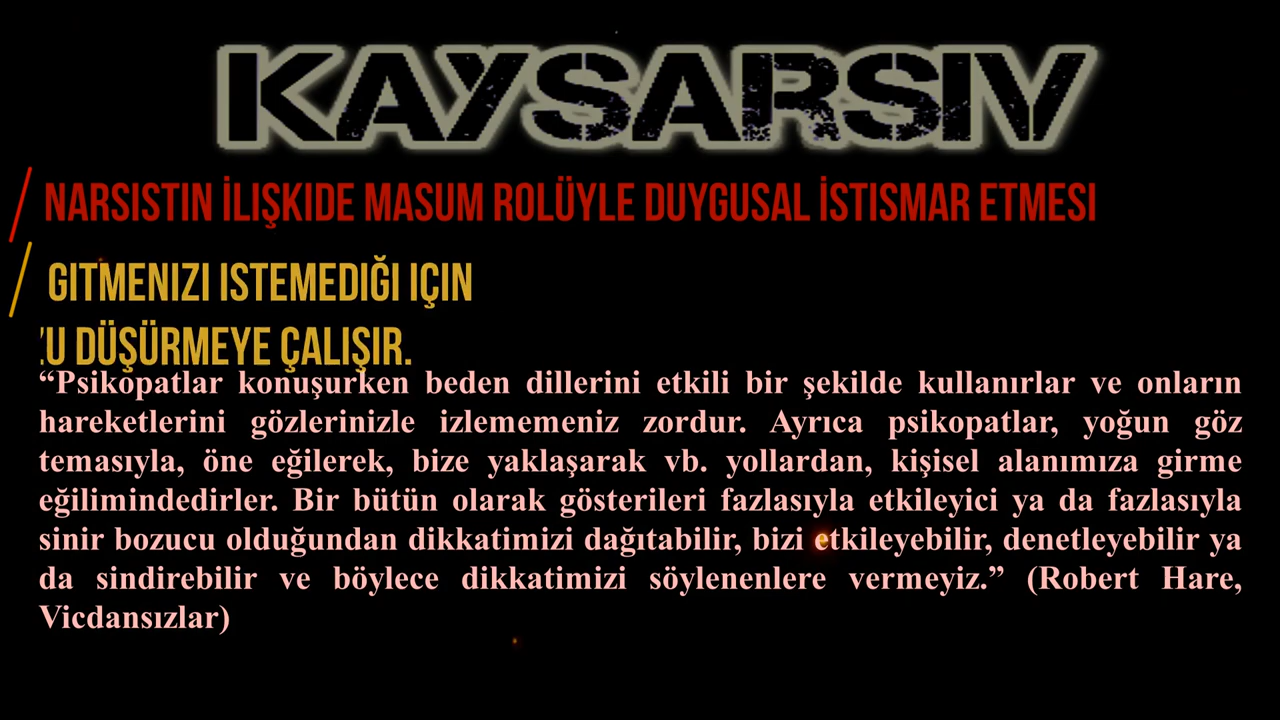 KAYSARSIV
NARSISTIN İLIŞKIDE MASUM ROLÜYLE DUYGUSAL İSTISMAR ETMESI
GITMENIZI ISTEMEDIĞI IÇIN
DÜŞÜRMEYE ÇALIŞIR.
“Psikopatlar konuşurken beden dillerini etkili bir şekilde kullanırlar ve onların
hareketlerini gözlerinizle izlememeniz zordur. Ayrıca psikopatlar, yoğun göz
temasıyla, öne eğilerek, bize yaklaşarak vb. yollardan, kişisel alanımıza girme
eğilimindedirler. Bir bütün olarak gösterileri fazlasıyla etkileyici ya da fazlasıyla
sinir bozucu olduğundan dikkatimizi dağıtabilir, bizi etkileyebilir, denetleyebilir ya
da sindirebilir ve böylece dikkatimizi söylenenlere vermeyiz.” (Robert Hare,
Vicdansızlar)